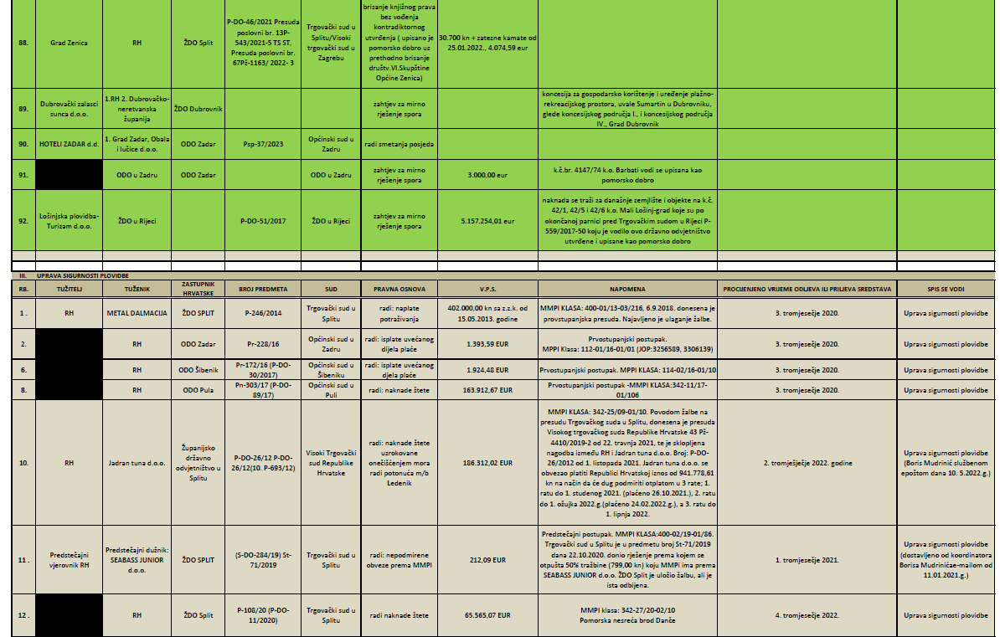 88.
Grad Zenica
RH
ŽDO Split
P-DO-46/2021 Presuda
poslovni br. 13P-
543/2021-5 TS ST,
Presuda poslovni br.
67Pž-1163/ 2022- 3
Trgovački sud u
Splitu/Visoki
trgovački sud u
Zagrebu
brisanje knjižnog prava
bez vođenja
kontradiktornog
utvrđenja ( upisano je
pomorsko dobro uz
prethodno brisanje
društv.Vl.Skupštine
Općine Zenica)
30.700 kn + zatezne kamate od
25.01.2022., 4.074,59 eur
89.
Dubrovački zalasci
sunca d.o.o.
1.RH 2. Dubrovačko-
neretvanska
županija
ŽDO Dubrovnik
zahtjev za mirno
rješenje spora
koncesija za gospodarsko korištenje i uređenje plažno-
rekreacijskog prostora, uvale Sumartin u Dubrovniku,
glede koncesijskog područja I., i koncesijskog područja
IV., Grad Dubrovnik
90.
HOTELI ZADAR d.d.
1. Grad Zadar, Obala
i lučice d.o.o.
ODO Zadar
Psp-37/2023
Općinski sud u
Zadru
radi smetanja posjeda
91.
ODO u Zadru
ODO Zadar
ODO u Zadru
zahtjev za mirno
rješenje spora
3.000,00 eur
k.č.br. 4147/74 k.o. Barbati vodi se upisana kao
pomorsko dobro
92.
Lošinjska plovidba-
Turizam d.o.o.
ŽDO u Rijeci
P-DO-51/2017
ŽDO u Rijeci
zahtjev za mirno
rješenje spora
5.157.254,01 eur
naknada se traži za današnje zemljište i objekte na k.č.
42/1, 42/5 i 42/6 k.o. Mali Lošinj-grad koje su po
okončanoj parnici pred Trgovačkim sudom u Rijeci P-
559/2017-50 koju je vodilo ovo državno odvjetništvo
utvrđene i upisane kao pomorsko dobro
III. UPRAVA SIGURNOSTI PLOVIDBE
RB.
TUŽITELJ
TUŽENIK
ZASTUPNIK
HRVATSKE
BROJ PREDMETA
SUD
PRAVNA OSNOVA
V.P.S.
NAPOMENA
PROCIJENJENO VRIJEME ODLJEVA ILI PRILJEVA SREDSTAVA
SPIS SE VODI
1 .
RH
METAL DALMACIJA
ŽDO SPLIT
P-246/2014
Trgovački sud u
Splitu
radi: naplate
potraživanja
402.000,00 kn sa z.z.k. od
15.05.2013. godine
MMPI KLASA: 400-01/13-03/216, 6.9.2018. donesena je
provstupanjska presuda. Najavljeno je ulaganje žalbe.
3. tromjesečje 2020.
Uprava sigurnosti plovidbe
2.
RH
ODO Zadar
Pr-228/16
Općinski sud u
Zadru
radi: isplate uvećanog
dijela plaće
1.393,59 EUR
Prvostupanjski postupak.
MPPI Klasa: 112-01/16-01/01 (JOP:3256589, 3306139)
3. tromjesečje 2020.
Uprava sigurnosti plovidbe
6.
RH
ODO Šibenik
Pr-172/16 (P-DO-
30/2017)
Općinski sud u
Šibeniku
radi: isplate uvećanog
djela plaće
1.924,48 EUR
Prvostupanjski postupak. MPPI KLASA: 114-02/16-01/10
3. tromjesečje 2020.
Uprava sigurnosti plovidbe
8.
RH
ODO Pula
Pn-303/17 (P-DO-
89/17)
Općinski sud u
Puli
radi: naknade štete
163.912,67 EUR
Prvostupanjski postupak -MMPI KLASA:342-11/17-
01/106
3. tromjesečje 2020.
Uprava sigurnosti plovidbe
10.
RH
Jadran tuna d.o.o.
Županijsko
državno
odvjetništvo u
Splitu
P-DO-26/12 P-DO-
26/12(10. P-693/12)
Visoki Trgovački
sud Republike
Hrvatske
radi: naknade štete
uzrokovane
onečišćenjem mora
radi potonuća m/b
Ledenik
186.312,02 EUR
MMPI KLASA: 342-25/09-01/10. Povodom žalbe na
presudu Trgovačkog suda u Splitu, donesena je presuda
Visokog trgovačkog suda Republike Hrvatske 43 Pž-
4410/2019-2 od 22. travnja 2021, te je sklopljna
nagodba između RH i Jadran tuna d.o.o. Broj: P-DO-
26/2012 od 1. listopada 2021. Jadran tuna d.o.o. se
obvezao platiti Republici Hrvatskoj iznos od 941.778,61
kn na način da će dug podmiriti otplatom u 3 rate; 1.
ratu do 1. studenog 2021. (plaćeno 26.10.2021.), 2. ratu
do 1. ožujka 2022.g.(plaćeno 24.02.2022.g.), a 3. ratu do
1. lipnja 2022.
2. tromješječje 2022. godine
Uprava sigurnosti plovidbe
(Boris Mudrinić službenom
epoštom dana 10. 5.2022.g.)
11 .
Predstečajni
vjerovnik RH
Predstečajni dužnik:
SEABASS JUNIOR
d.o.o.
ŽDO SPLIT
(S-DO-284/19) St-
71/2019
Trgovački sud u
Splitu
radi: nepodmirene
obveze prema MMPI
212,09 EUR
Predstečajni postupak. MMPI KLASA:400-02/19-01/86.
Trgovački sud u Splitu je u predmetu broj St-71/2019
dana 22.10.2020. donio rješenje prema kojem se
otpušta 50% tražbine (799,00 kn) koju MMPI ima prema
SEABASS JUNIOR d.o.o. ŽDO Split je uložio žalbu, ali je
ista odbijena.
1. tromjesečje 2021.
Uprava sigurnosti plovidbe
(dostavljeno od koordinatora
Borisa Mudriničae-mailom od
11.01.2021.g.)
12 .
RH
ŽDO Split
P-108/20 (P-DO-
11/2020)
Trgovački sud u
Splitu
radi naknade štete
65.565,07 EUR
MMPI klasa: 342-27/20-02/10
Pomorska nesreća brod Danče
4. tromjesečje 2022.
Uprava sigurnosti plovidbe